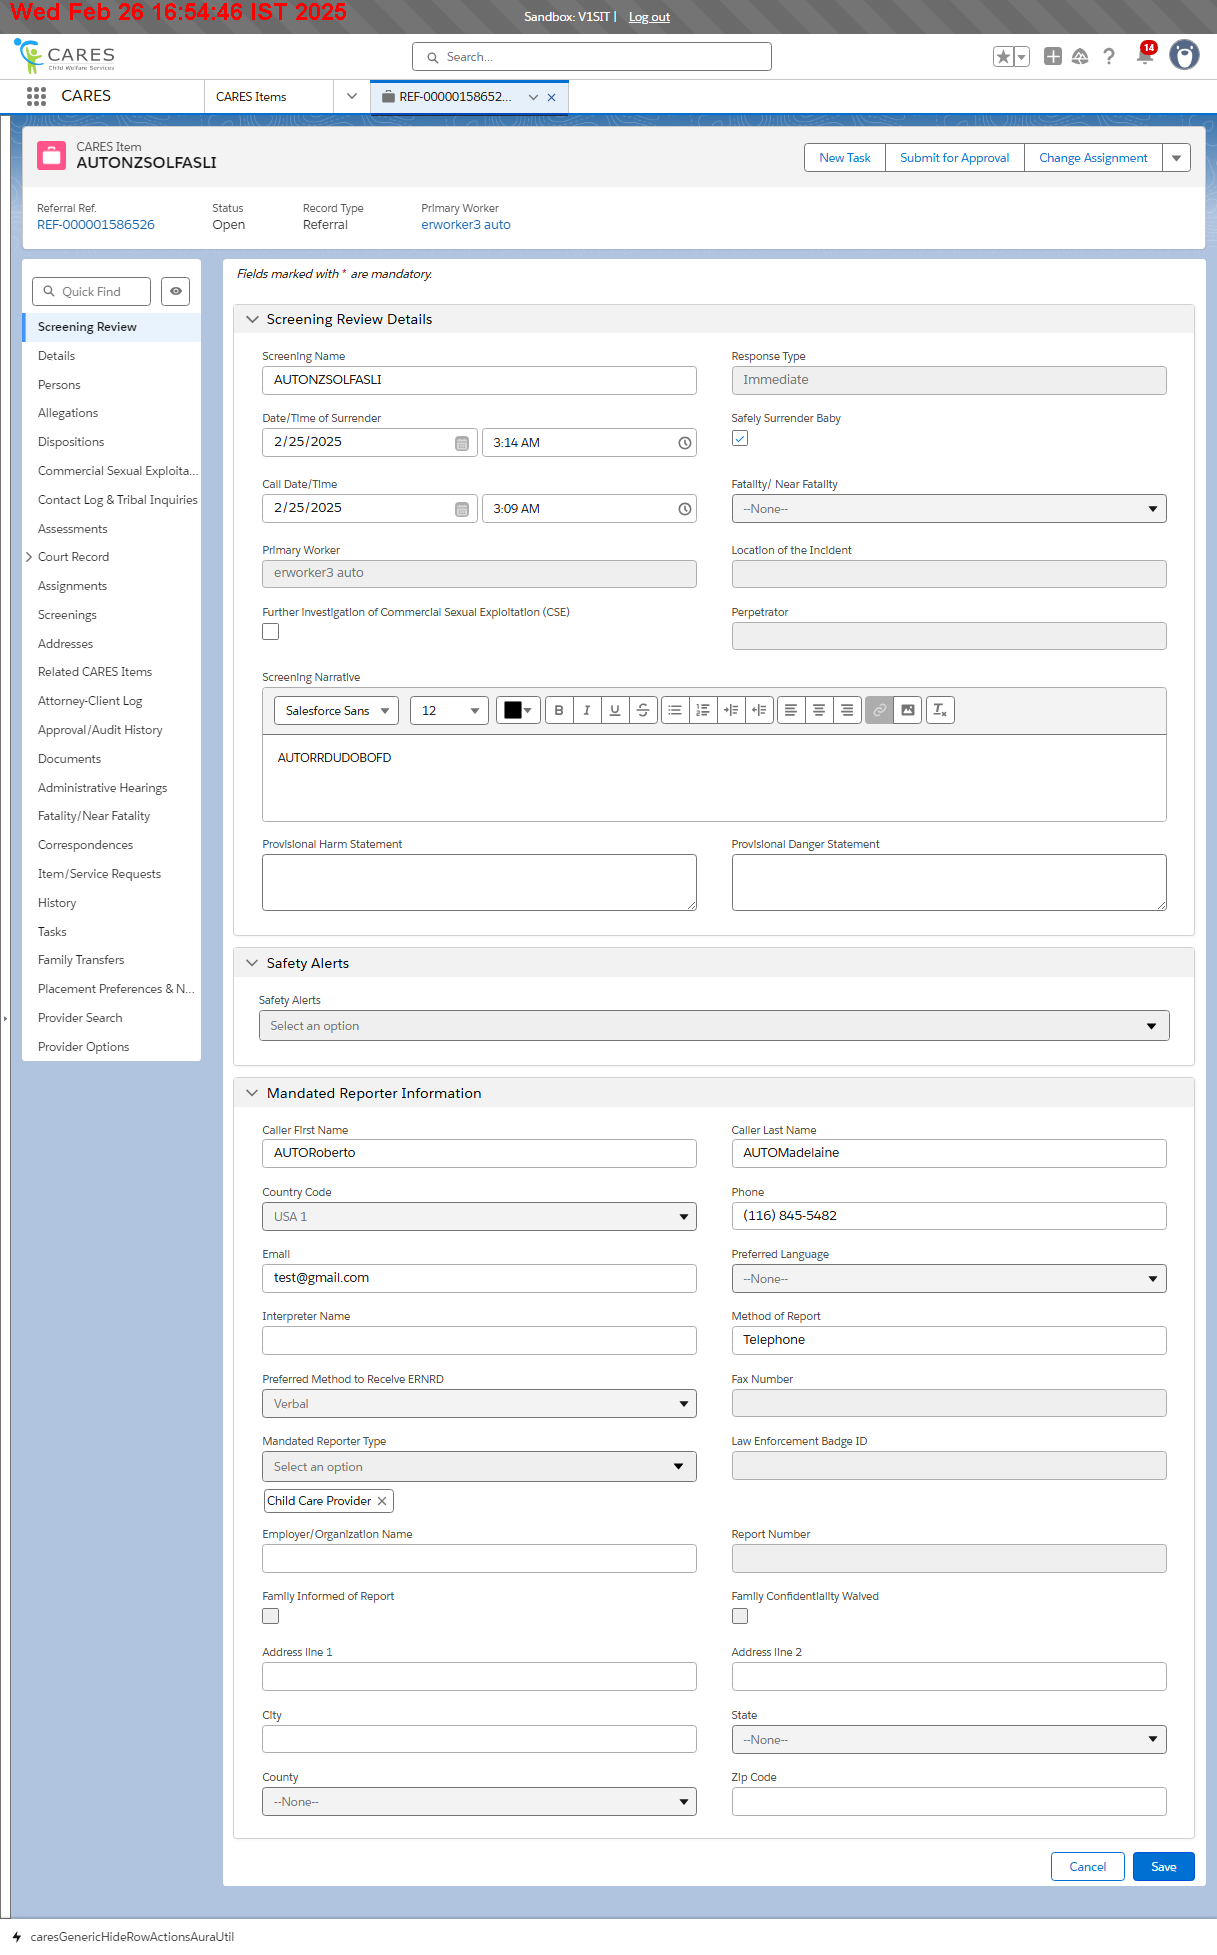 Wed Feb 26 16:54:46 IST 2025
Sandbox: V1SIT | Log out
CARES
Child Welfare Services
Search...
14
CARES
CARES Items
REF-00000158652...
CARES Item
AUTONZSOLFASLI
New Task
Submit for Approval
Change Assignment
Referral Ref.
REF-000001586526
Status
Open
Record Type
Referral
Primary Worker
erworker3 auto
Quick Find
Screening Review
Details
Persons
Allegations
Dispositions
Commercial Sexual Exploita...
Contact Log & Tribal Inquiries
Assessments
Court Record
Assignments
Screenings
Addresses
Related CARES Items
Attorney-Client Log
Approval/Audit History
Documents
Administrative Hearings
Fatality/Near Fatality
Correspondences
Item/Service Requests
History
Tasks
Family Transfers
Placement Preferences & N...
Provider Search
Provider Options
Fields marked with * are mandatory.
Screening Review Details
Screening Name
AUTONZSOLFASLI
Response Type
Immediate
Date/Time of Surrender
2/25/2025
3:14 AM
Safely Surrender Baby
Call Date/Time
2/25/2025
3:09 AM
Fatality/ Near Fatality
--None--
Primary Worker
erworker3 auto
Location of the Incident
Further Investigation of Commercial Sexual Exploitation (CSE)
Perpetrator
Screening Narrative
Salesforce Sans
12
AUTORRDUDOBOFD
Provisional Harm Statement
Provisional Danger Statement
Safety Alerts
Safety Alerts
Select an option
Mandated Reporter Information
Caller First Name
AUTORoberto
Caller Last Name
AUTOMadelaine
Country Code
USA 1
Phone
(116) 845-5482
Email
test@gmail.com
Preferred Language
--None--
Interpreter Name
Method of Report
Telephone
Preferred Method to Receive ERNRD
Verbal
Fax Number
Mandated Reporter Type
Select an option
Child Care Provider
Law Enforcement Badge ID
Employer/Organization Name
Report Number
Family Informed of Report
Family Confidentiality Waived
Address line 1
Address line 2
City
State
--None--
County
--None--
Zip Code
Cancel
Save
caresGenericHideRowActionsAuraUtil